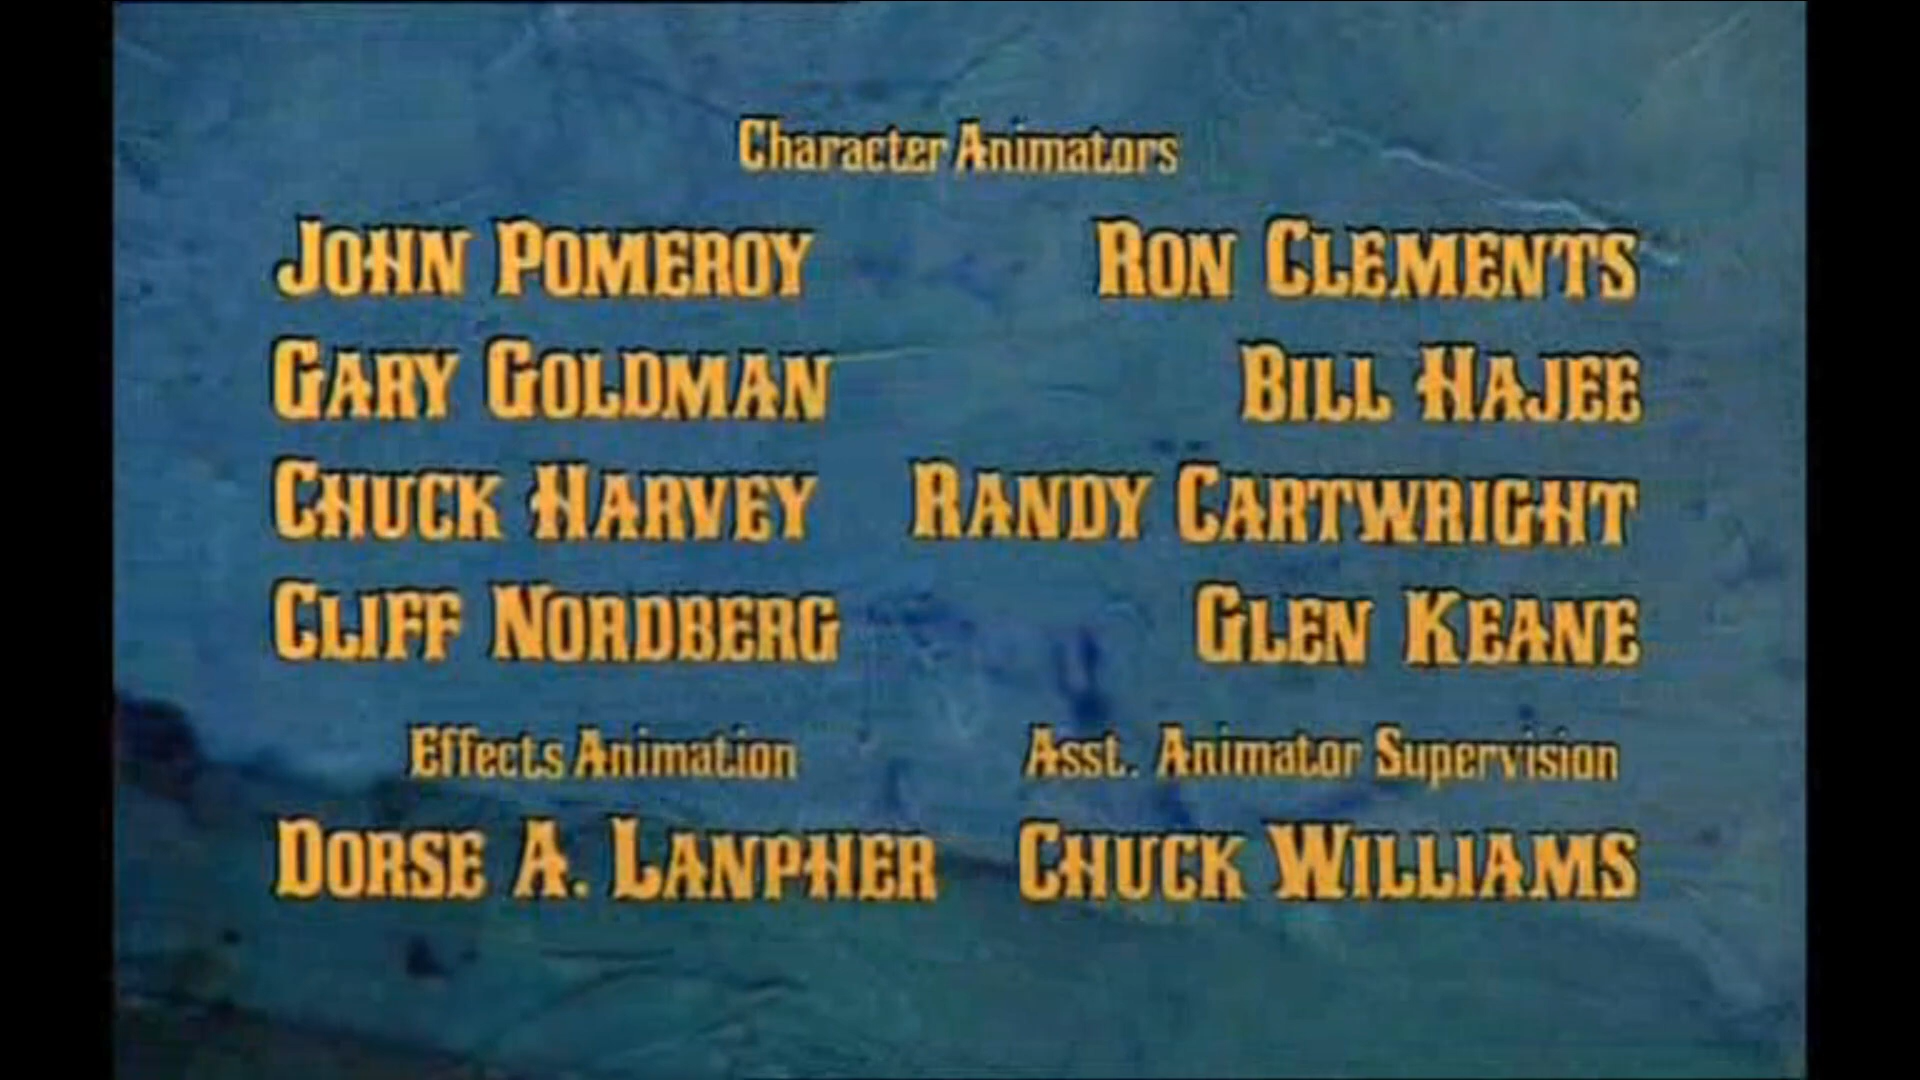 Character Animators
JOHN POMEROY RON CLEMENTS
GARY GOLDMAN BILL HAJEE
CHUCK HARVEY RANDY CARTWRIGHT
CLIFF NORDBERG GLEN KEANE
Effects Animation Asst. Animator Supervision
DORSE A. LANPHER CHUCK WILLIAMS